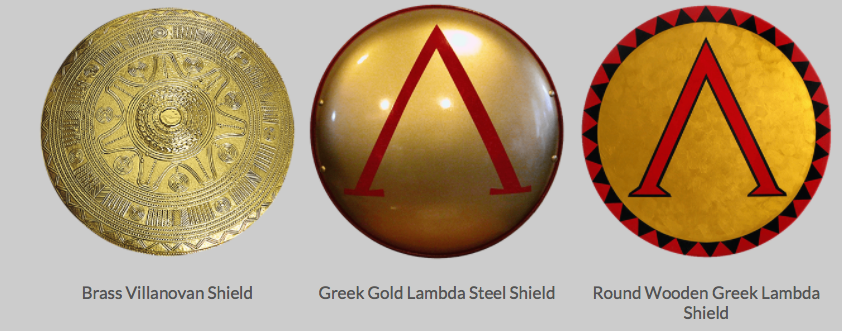 Brass Villanovan Shield
Greek Gold Lambda Steel Shield
Round Wooden Greek Lambda
Shield